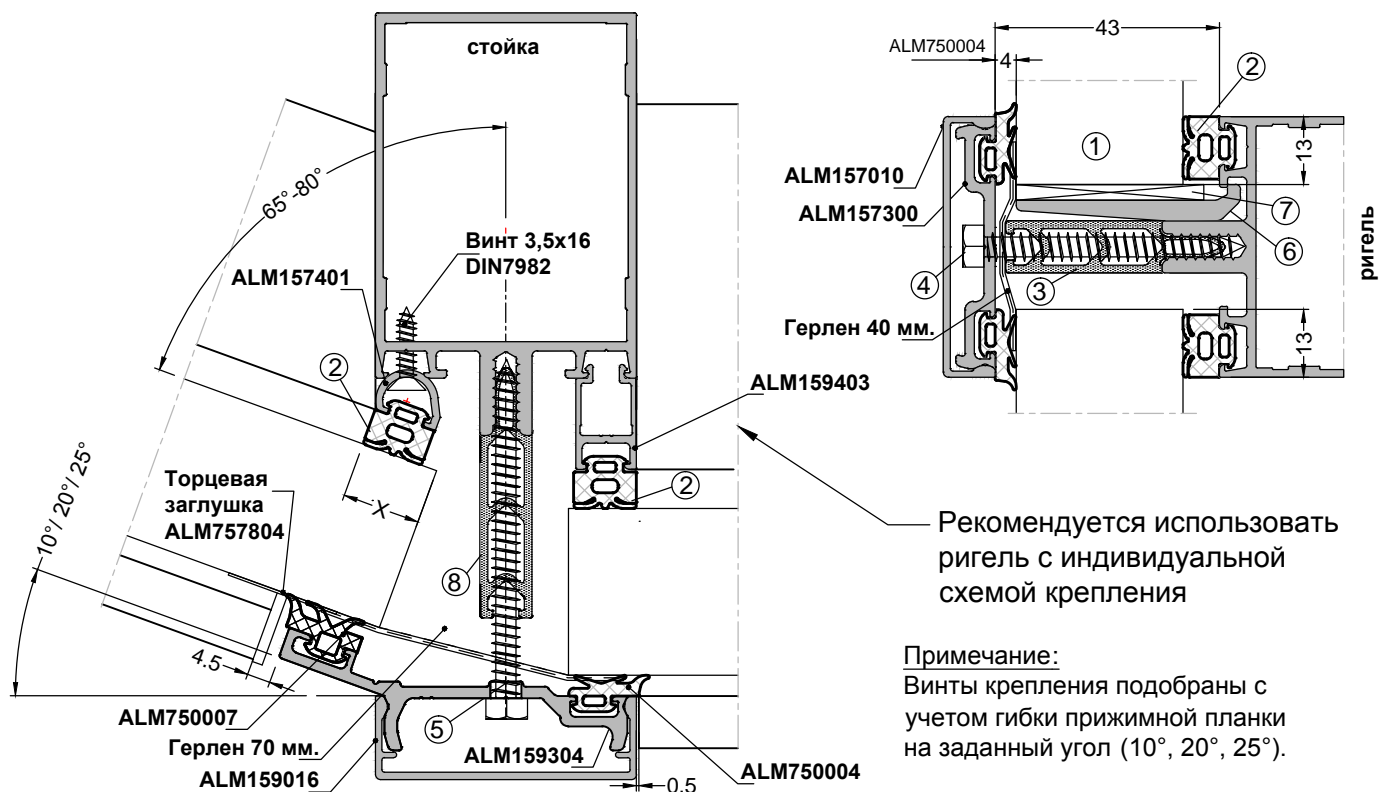 стойка
65°-80°
Винт 3,5х16
DIN7982
ALM157401
2
ALM159403
2
X
Торцевая
заглушка
ALM757804
10°/ 20°/ 25°
8
4.5
ALM750007
Герлен 70 мм.
ALM159016
5
ALM159304
ALM750004
0.5
43
ALM750004
4
2
1
13
ALM157010
ALM157300
7
6
4
3
Герлен 40 мм.
13
ригель
Рекомендуется использовать
ригель с индивидуальной
схемой крепления
Примечание:
Винты крепления подобраны с
учетом гибки прижимной планки
на заданный угол (10°, 20°, 25°).